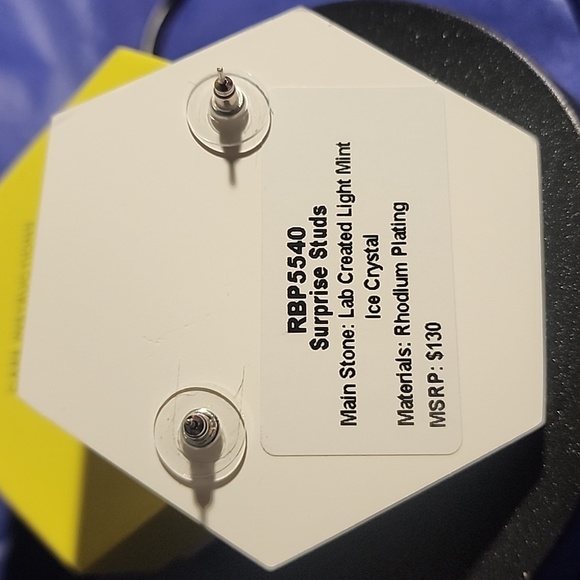 RBP5540
Surprise Studs
Main Stone: Lab Created Light Mint
Ice Crystal
Materials: Rhodium Plating
MSRP: $130